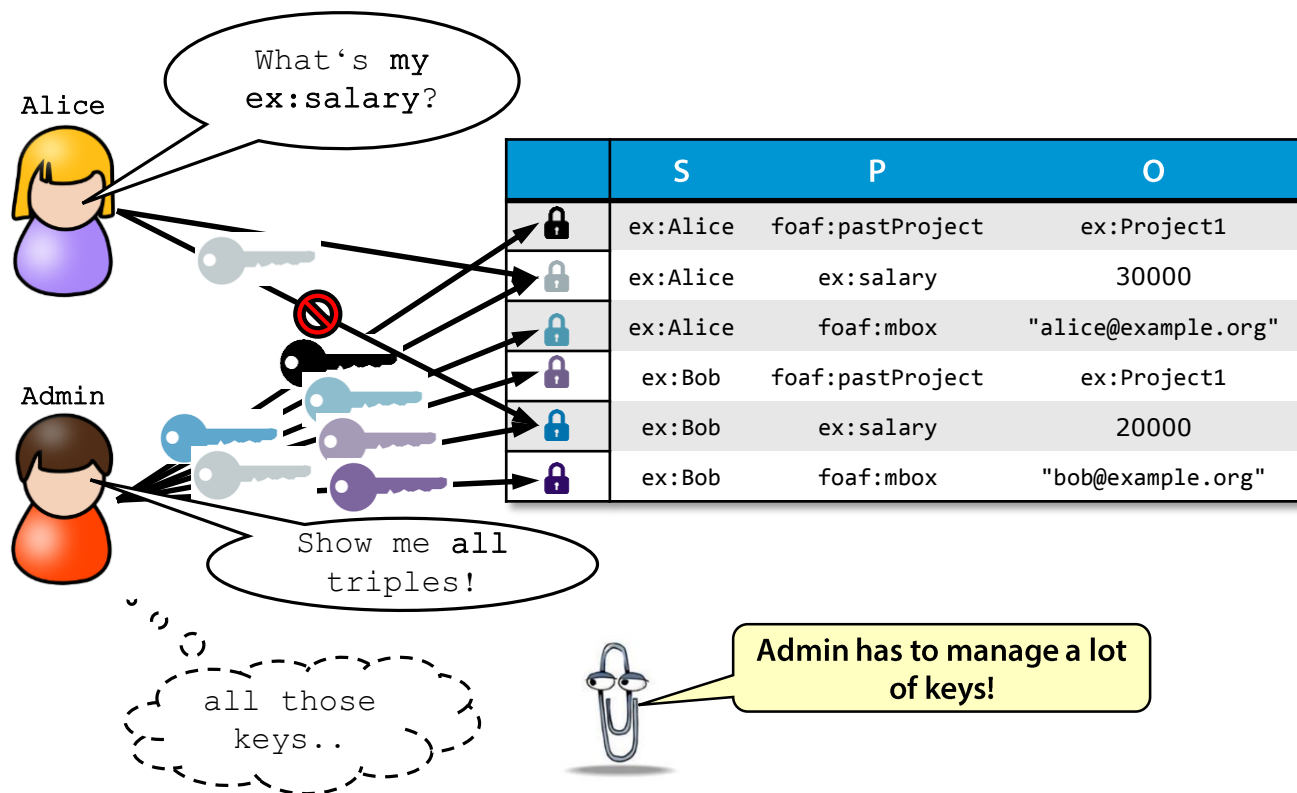 What‘s my
ex:salary?
Alice
S P O
ex:Alice foaf:pastProject ex:Project1
ex:Alice ex:salary 30000
ex:Alice foaf:mbox "alice@example.org"
ex:Bob foaf:pastProject ex:Project1
Admin
ex:Bob ex:salary 20000
ex:Bob foaf:mbox "bob@example.org"
Show me all
triples!
all those
keys..
Admin has to manage a lot
of keys!